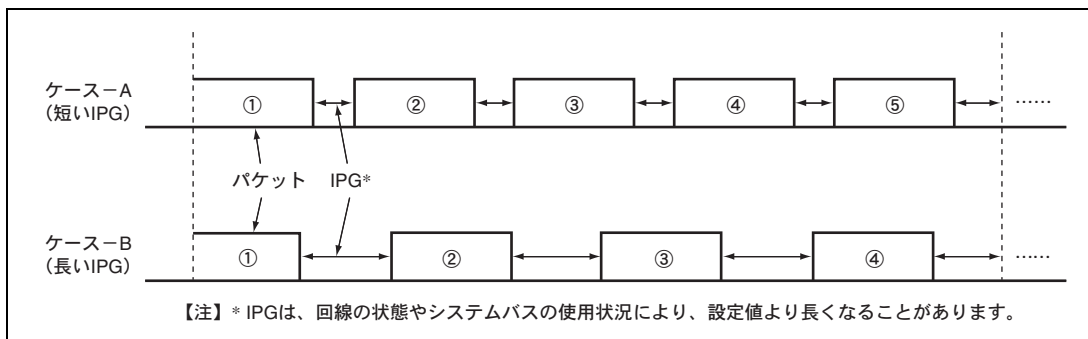 ケース－A
（短いIPG）
① ② ③ ④ ⑤ ……
パケット IPG*
ケース－B
（長いIPG）
① ② ③ ④ ……
【注】* IPGは、回線の状態やシステムバスの使用状況により、設定値より長くなることがあります。